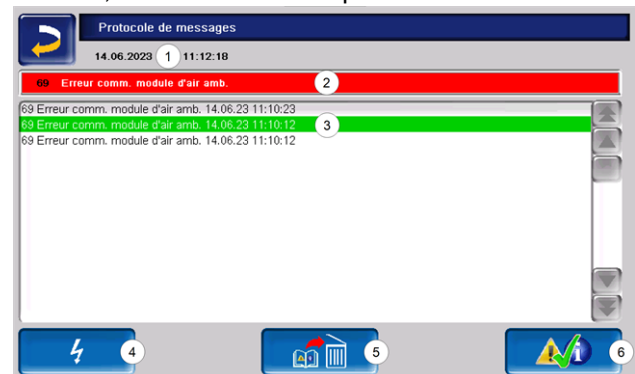 Protocole de messages
14.06.2023 1 11:12:18
69 Erreur comm. module d'air amb. 2
69 Erreur comm. module d'air amb. 14.06.23 11:10:23
69 Erreur comm. module d'air amb. 14.06.23 11:10:12 3
69 Erreur comm. module d'air amb. 14.06.23 11:10:12
4 5 6